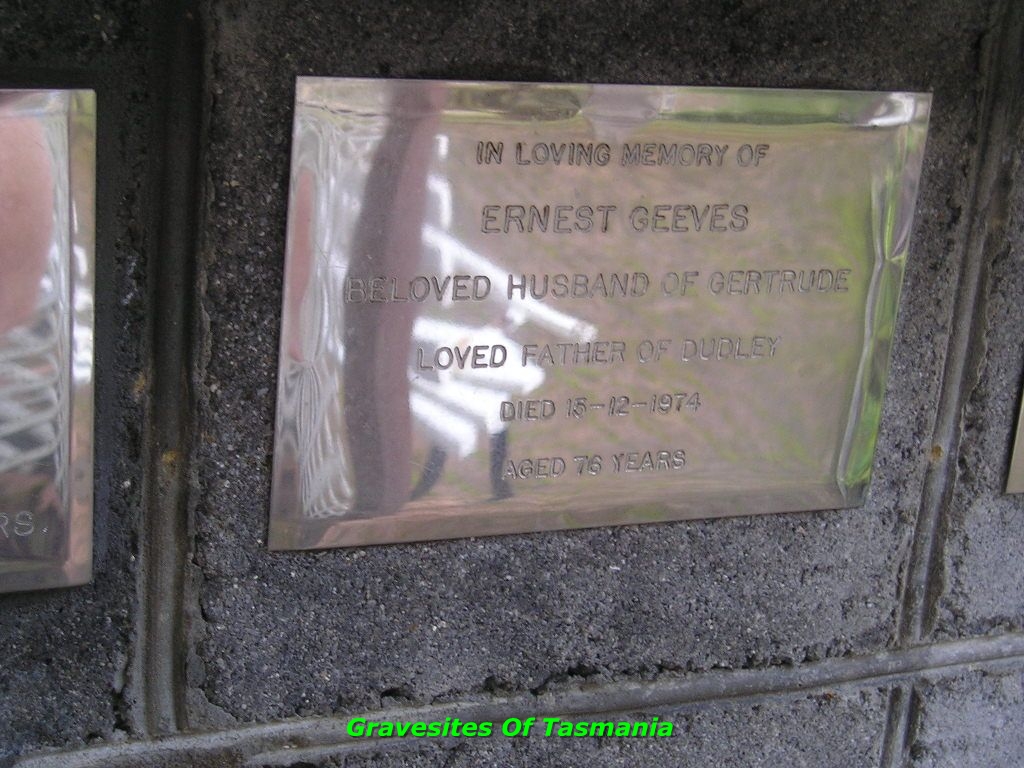 IN LOVING MEMORY OF
ERNEST GEEVES
BELOVED HUSBAND OF GERTRUDE
LOVED FATHER OF DUDLEY
DIED 15-12-1974
AGED 76 YEARS
RS.
Gravesites Of Tasmania